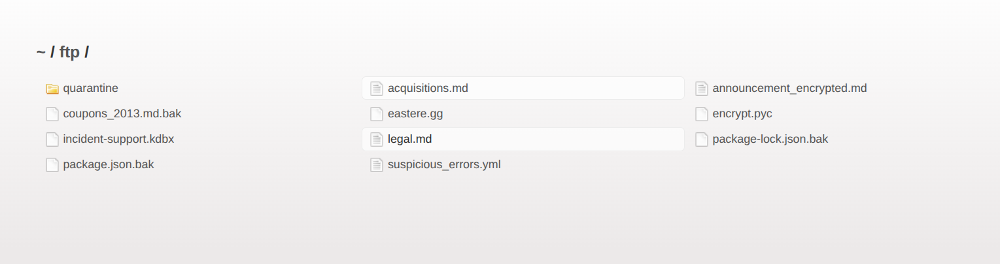 ~ / ftp /
quarantine acquisitions.md announcement_encrypted.md
coupons_2013.md.bak eastere.gg encrypt.pyc
incident-support.kdbx legal.md package-lock.json.bak
package.json.bak suspicious_errors.yml